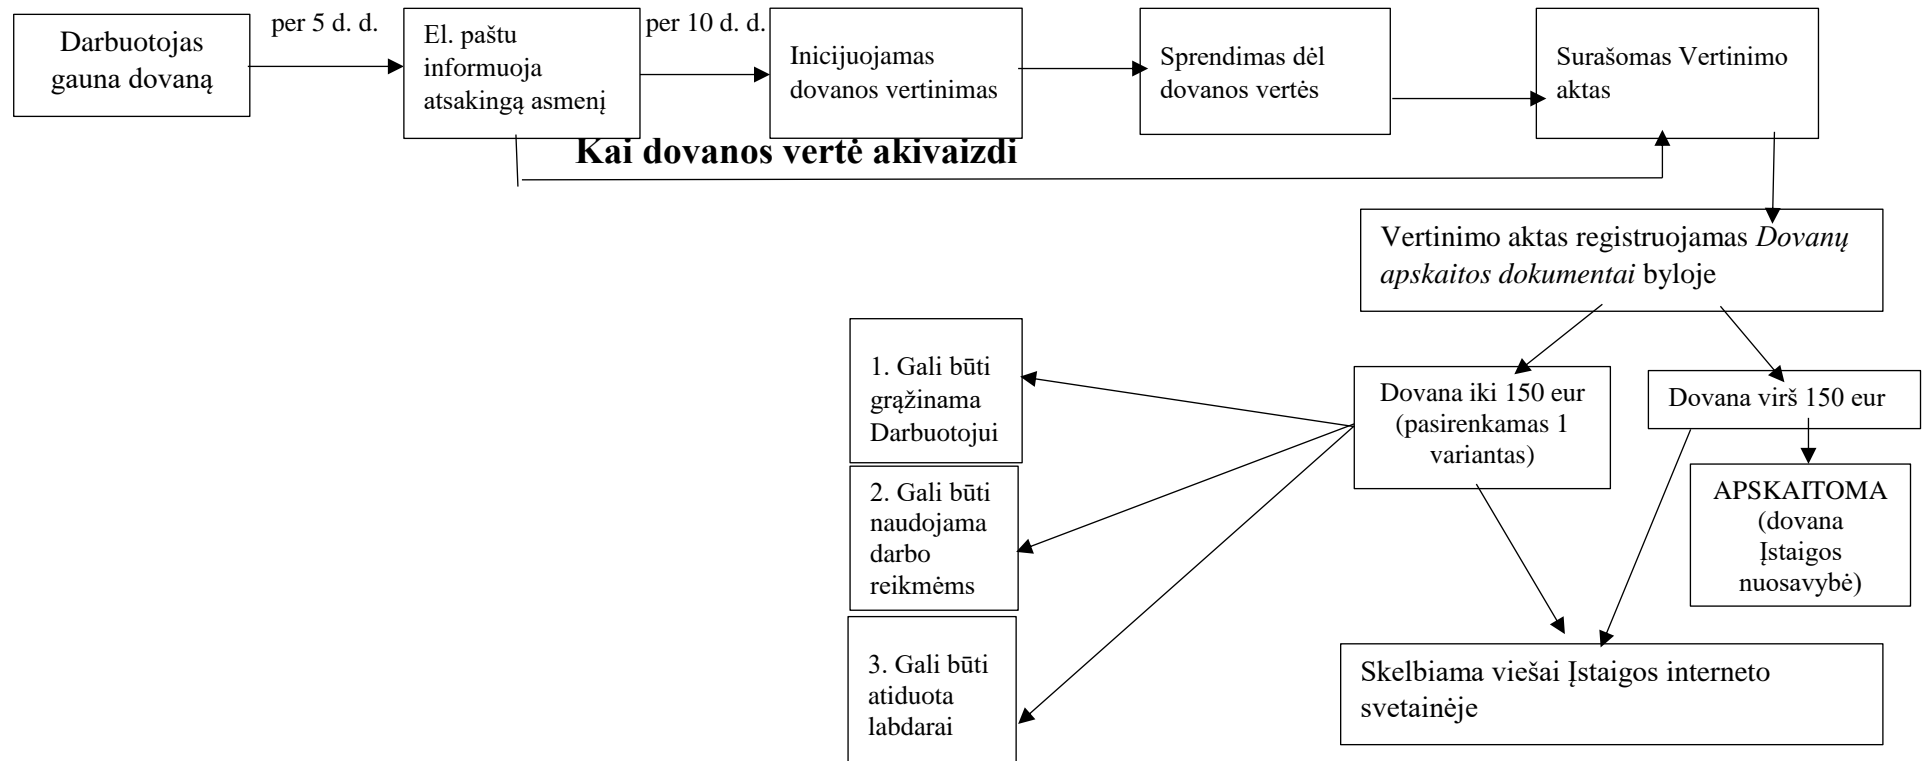 Darbuotojas
gauna dovaną
per 5 d. d.
El. paštu
informuoja
atsakingą asmenį
per 10 d. d.
Inicijuojamas
dovanos vertinimas
Sprendimas dėl
dovanos vertės
Surašomas Vertinimo
aktas
Kai dovanos vertė akivaizdi
Vertinimo aktas registruojamas Dovanų
apskaitos dokumentai byloje
Dovana iki 150 eur
(pasirenkamas 1
variantas)
Dovana virš 150 eur
1. Gali būti
grąžinama
Darbuotojui
2. Gali būti
naudojama
darbo
reikmėms
3. Gali būti
atiduota
labdarai
APSKAITOMA
(dovana
Įstaigos
nuosavybė)
Skelbiama viešai Įstaigos interneto
svetainėje